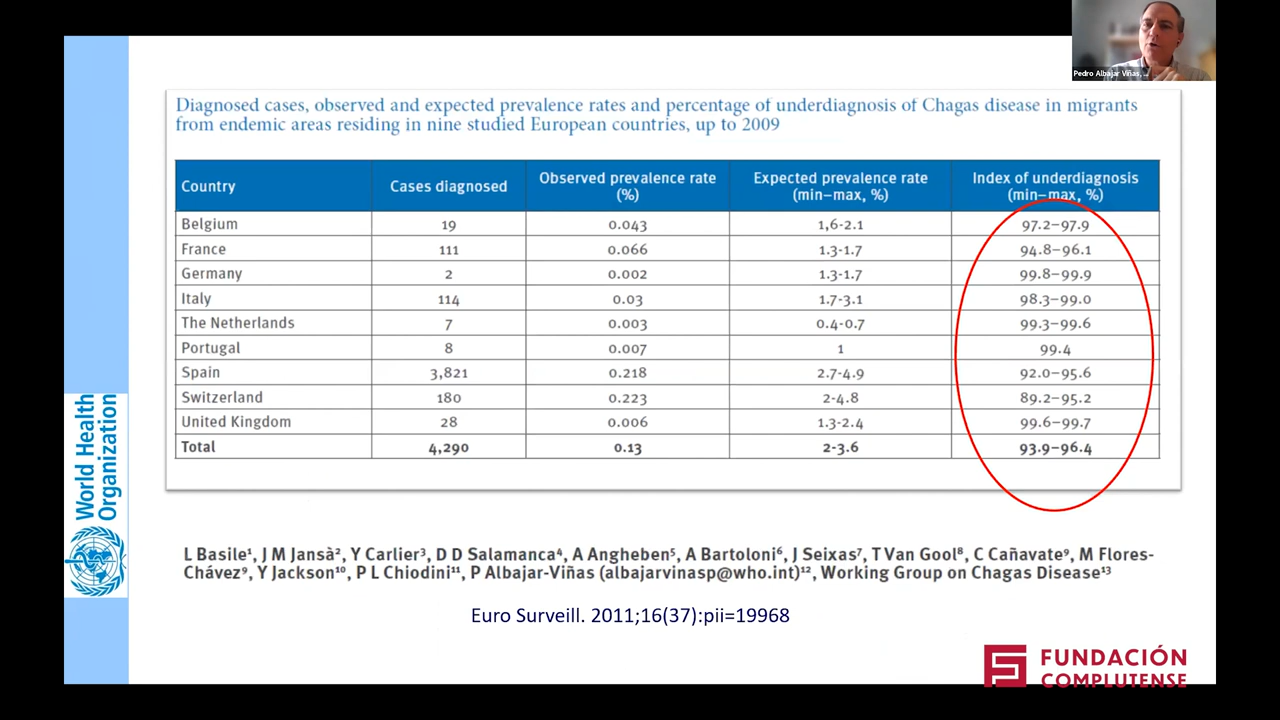 Pedro Albajar Viñas, ...
Diagnosed cases, observed and expected prevalence rates and percentage of underdiagnosis of Chagas disease in migrants
from endemic areas residing in nine studied European countries, up to 2009
Country Cases diagnosed Observed prevalence rate (%) Expected prevalence rate (min–max, %) Index of underdiagnosis (min–max, %)
Belgium 19 0.043 1,6-2.1 97.2–97.9
France 111 0.066 1.3-1.7 94.8–96.1
Germany 2 0.002 1.3-1.7 99.8–99.9
Italy 114 0.03 1.7-3.1 98.3–99.0
The Netherlands 7 0.003 0.4-0.7 99.3–99.6
Portugal 8 0.007 1 99.4
Spain 3,821 0.218 2.7-4.9 92.0–95.6
Switzerland 180 0.223 2-4.8 89.2–95.2
United Kingdom 28 0.006 1.3-2.4 99.6–99.7
Total 4,290 0.13 2-3.6 93.9–96.4
World Health
Organization
L Basile¹, J M Jansà², Y Carlier³, D D Salamanca⁴, A Angheben⁵, A Bartoloni⁶, J Seixas⁷, T Van Gool⁸, C Cañavate⁹, M Flores-
Chávez⁹, Y Jackson¹⁰, P L Chiodini¹¹, P Albajar-Viñas (albajarvinasp@who.int)¹², Working Group on Chagas Disease¹³
Euro Surveill. 2011;16(37):pii=19968
FUNDACIÓN
COMPLUTENSE